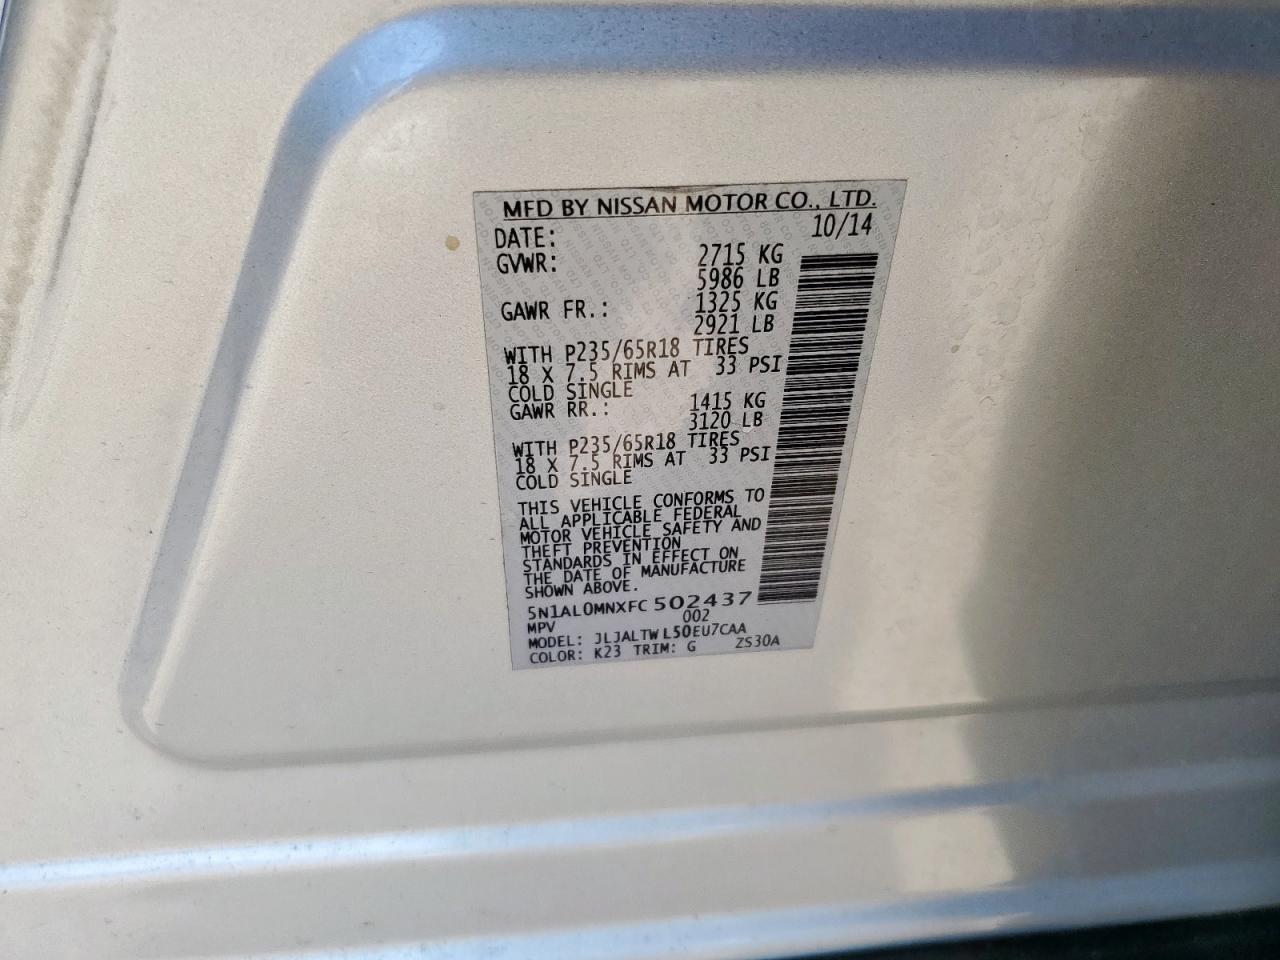 MFD BY NISSAN MOTOR CO., LTD.
DATE: 10/14
GVWR: 2715 KG
5986 LB
GAWR FR.: 1325 KG
2921 LB
WITH P235/65R18 TIRES
18 X 7.5 RIMS AT 33 PSI
COLD SINGLE
GAWR RR.: 1415 KG
3120 LB
WITH P235/65R18 TIRES
18 X 7.5 RIMS AT 33 PSI
COLD SINGLE
THIS VEHICLE CONFORMS TO
ALL APPLICABLE FEDERAL
MOTOR VEHICLE SAFETY AND
THEFT PREVENTION
STANDARDS IN EFFECT ON
THE DATE OF MANUFACTURE
SHOWN ABOVE.
5N1AL0MNXFC 502437
MPV 002
MODEL: JLJALTW L50EU7CAA
COLOR: K23 TRIM: G ZS30A